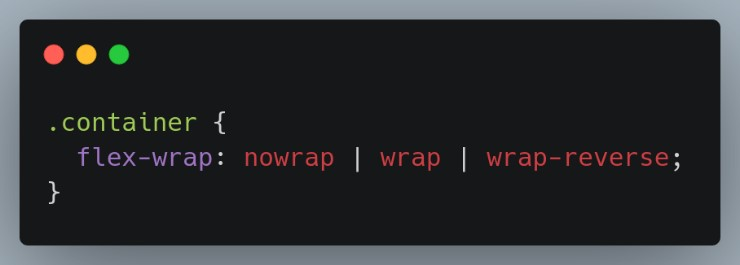 .container {
  flex-wrap: nowrap | wrap | wrap-reverse;
}